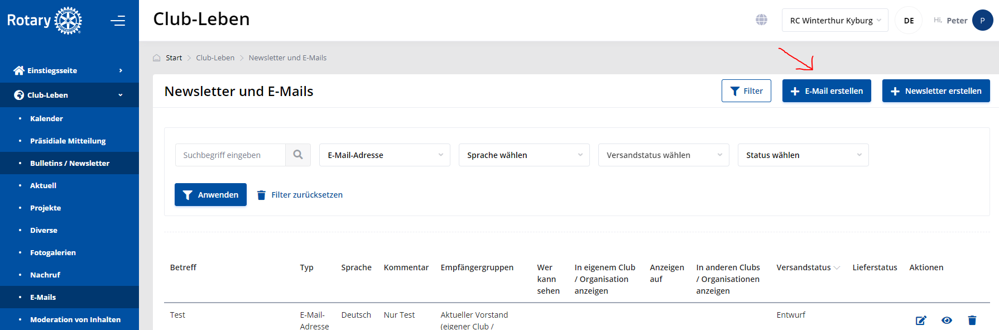 Rotary
Club-Leben
RC Winterthur Kyburg
DE
Hi, Peter
P
Einstiegsseite
Club-Leben
Kalender
Präsidiale Mitteilung
Bulletins / Newsletter
Aktuell
Projekte
Diverse
Fotogalerien
Nachruf
E-Mails
Moderation von Inhalten
Start > Club-Leben > Newsletter und E-Mails
Newsletter und E-Mails
Filter
+ E-Mail erstellen
+ Newsletter erstellen
Suchbegriff eingeben
E-Mail-Adresse
Sprache wählen
Versandstatus wählen
Status wählen
Anwenden
Filter zurücksetzen
Betreff
Typ
Sprache
Kommentar
Empfängergruppen
Wer
kann
sehen
In eigenem Club
/ Organisation
anzeigen
Anzeigen
auf
In anderen Clubs
/ Organisationen
anzeigen
Versandstatus
Lieferstatus
Aktionen
Test
E-Mail-
Adresse
Deutsch
Nur Test
Aktueller Vorstand
(eigener Club /
Entwurf